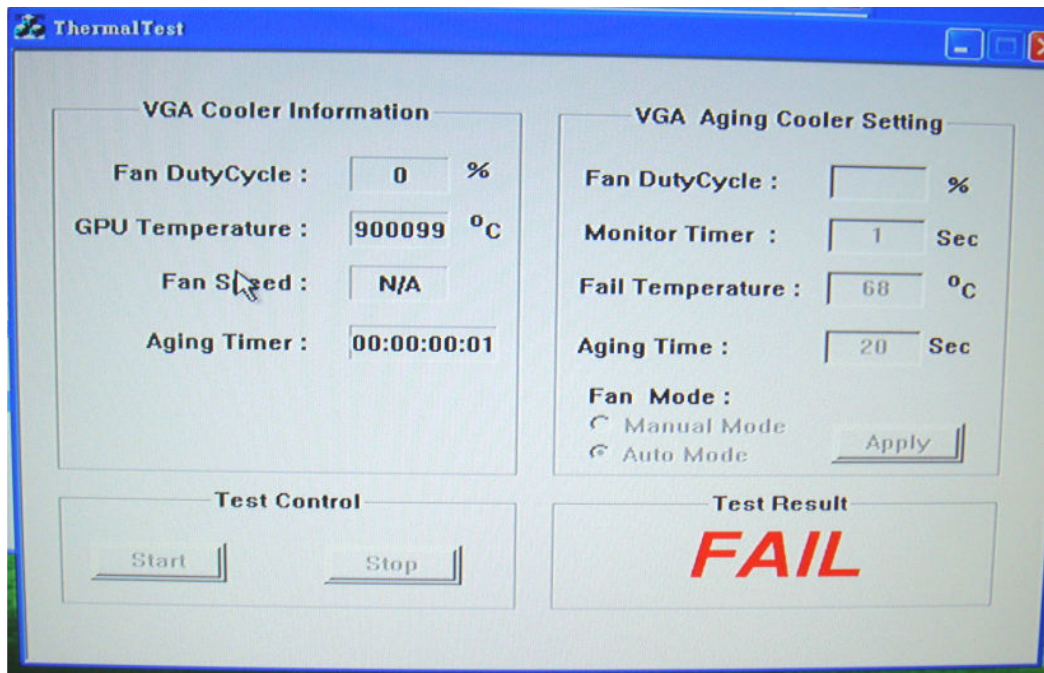 ThermalTest
VGA Cooler Information
Fan DutyCycle : 0 %
GPU Temperature : 900099 ºC
Fan Speed : N/A
Aging Timer : 00:00:00:01
VGA Aging Cooler Setting
Fan DutyCycle : %
Monitor Timer : 1 Sec
Fail Temperature : 68 ºC
Aging Time : 20 Sec
Fan Mode :
Manual Mode
Auto Mode
Apply
Test Control
Start Stop
Test Result
FAIL